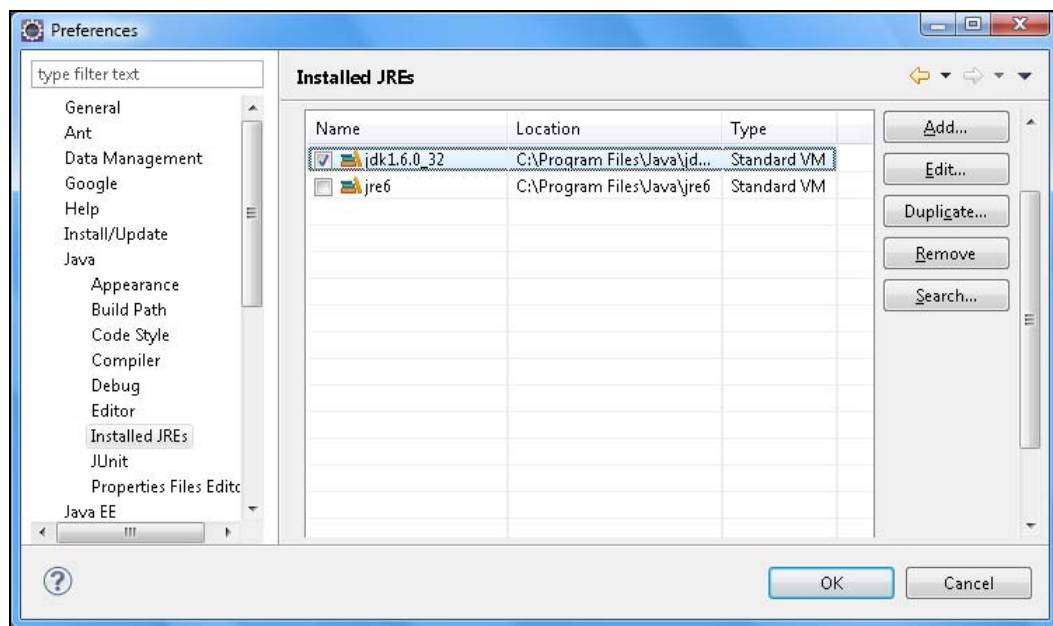 Preferences
type filter text
Installed JREs
General
Ant
Data Management
Google
Help
Install/Update
Java
Appearance
Build Path
Code Style
Compiler
Debug
Editor
Installed JREs
JUnit
Properties Files Editc
Java EE
Name Location Type
jdk1.6.0_32 C:\Program Files\Java\jd... Standard VM
jre6 C:\Program Files\Java\jre6 Standard VM
Add...
Edit...
Duplicate...
Remove
Search...
?
OK Cancel